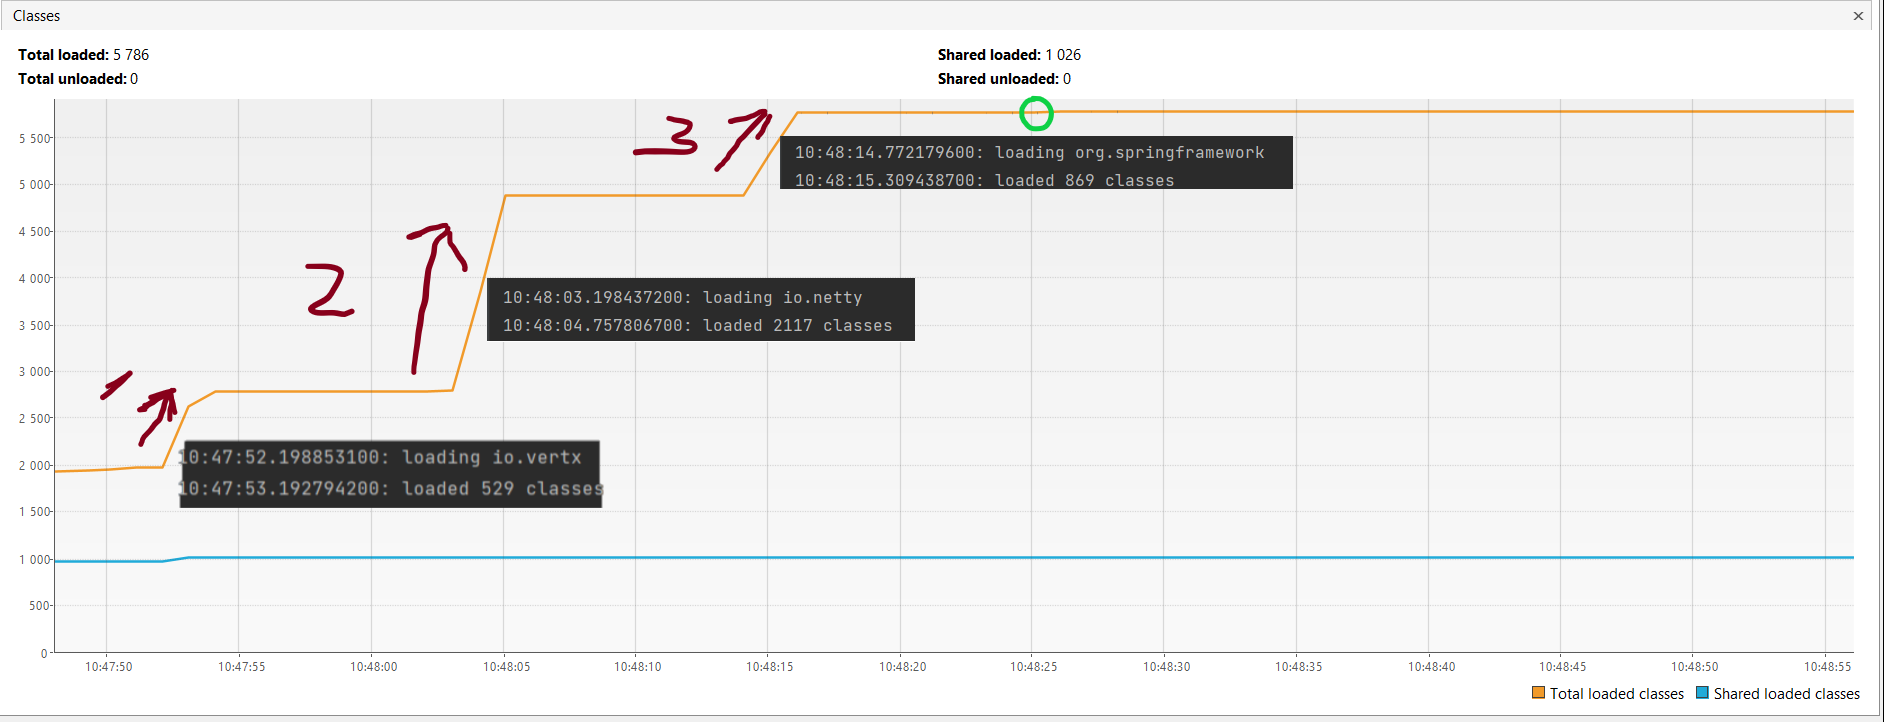 Classes
Total loaded: 5 786
Shared loaded: 1 026
Total unloaded: 0
Shared unloaded: 0
5 500
5 000
4 500
4 000
3 500
3 000
2 500
2 000
1 500
1 000
500
0
3
10:48:14.772179600: loading org.springframework
10:48:15.309438700: loaded 869 classes
2
10:48:03.198437200: loading io.netty
10:48:04.757806700: loaded 2117 classes
1
10:47:52.198853100: loading io.vertx
10:47:53.192794200: loaded 529 classes
10:47:50 10:47:55 10:48:00 10:48:05 10:48:10 10:48:15 10:48:20 10:48:25 10:48:30 10:48:35 10:48:40 10:48:45 10:48:50 10:48:55
Total loaded classes Shared loaded classes